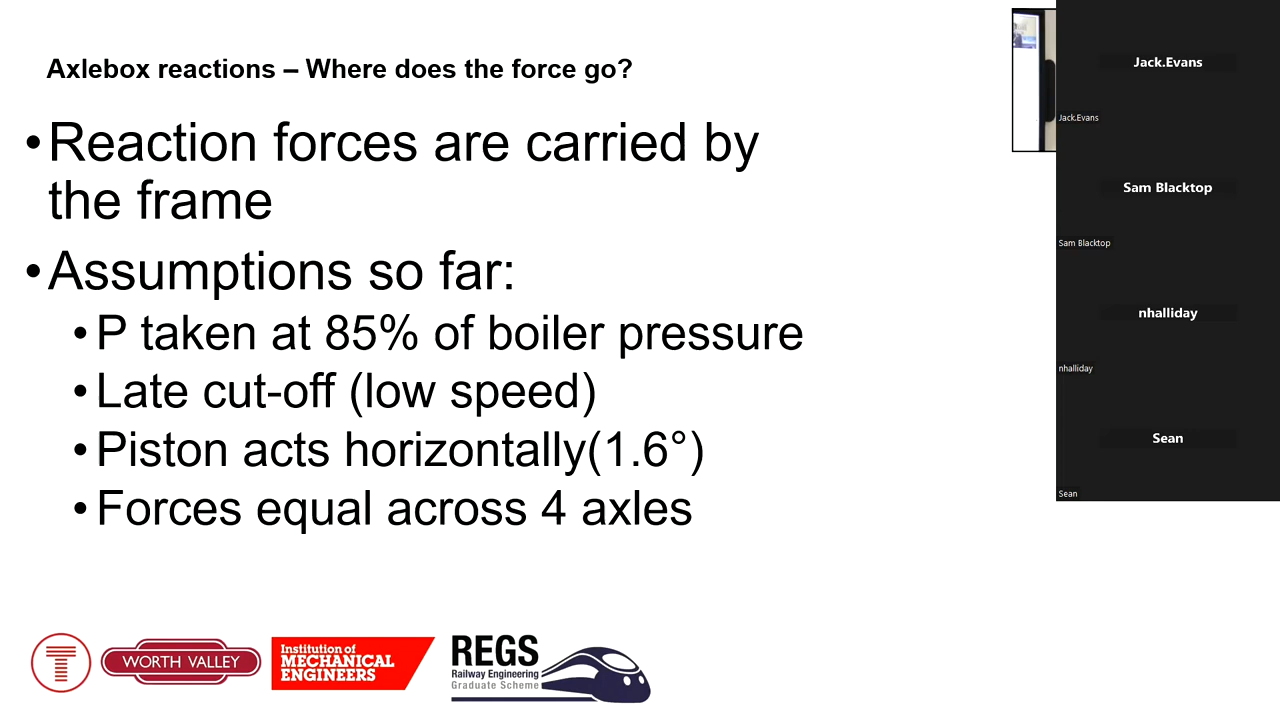 Axlebox reactions – Where does the force go?
•Reaction forces are carried by
the frame
•Assumptions so far:
•P taken at 85% of boiler pressure
•Late cut-off (low speed)
•Piston acts horizontally(1.6°)
•Forces equal across 4 axles
Jack.Evans
Jack.Evans
Sam Blacktop
Sam Blacktop
nhalliday
nhalliday
Sean
Sean
WORTH VALLEY
Institution of
MECHANICAL
ENGINEERS
REGS
Railway Engineering
Graduate Scheme